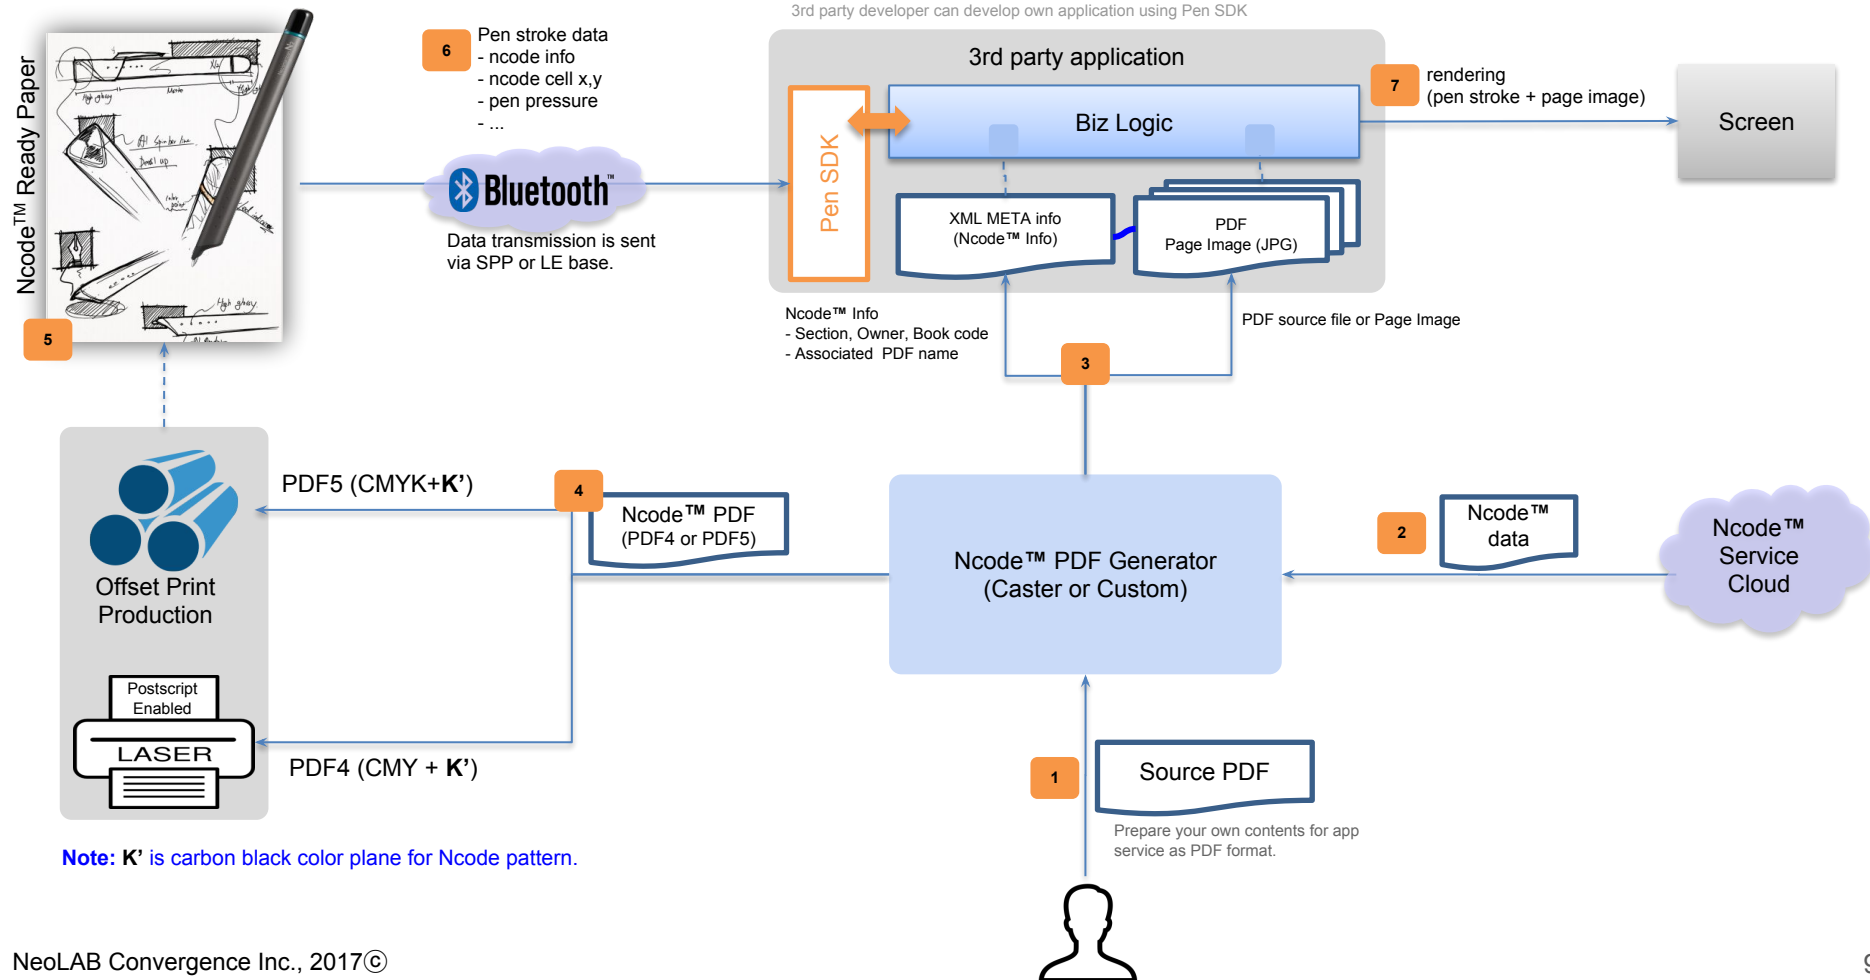 3rd party developer can develop own application using Pen SDK
Ncode™ Ready Paper
5
6
Pen stroke data
- ncode info
- ncode cell x,y
- pen pressure
- ...
Bluetooth™
Data transmission is sent
via SPP or LE base.
3rd party application
Pen SDK
Biz Logic
XML META info
(Ncode™ Info)
PDF
Page Image (JPG)
7
rendering
(pen stroke + page image)
Screen
Ncode™ Info
- Section, Owner, Book code
- Associated PDF name
3
PDF source file or Page Image
PDF5 (CMYK+K’)
4
Ncode™ PDF
(PDF4 or PDF5)
Offset Print
Production
Postscript
Enabled
LASER
PDF4 (CMY + K’)
Ncode™ PDF Generator
(Caster or Custom)
2
Ncode™
data
Ncode™
Service
Cloud
1
Source PDF
Prepare your own contents for app
service as PDF format.
Note: K’ is carbon black color plane for Ncode pattern.
NeoLAB Convergence Inc., 2017ⓒ